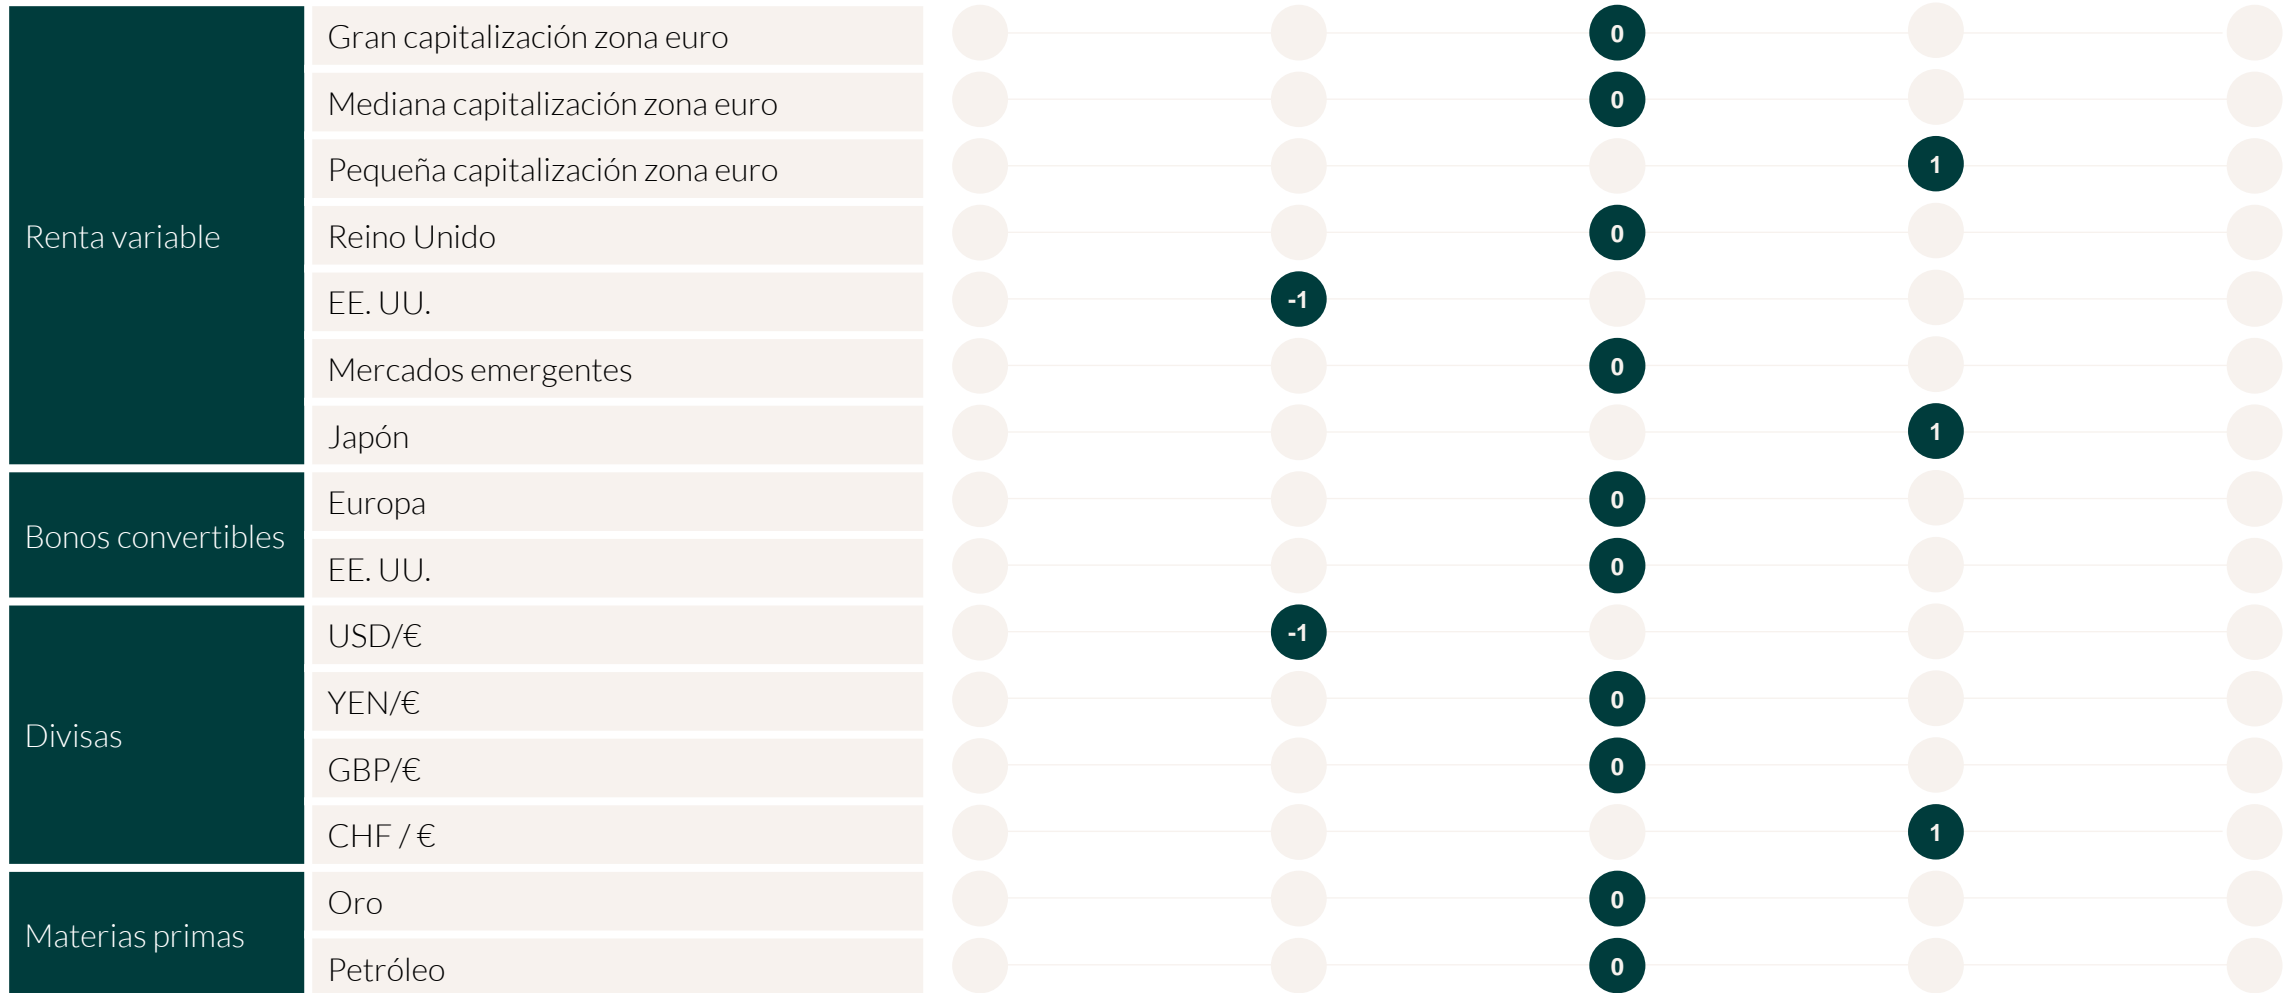 Renta variable
Gran capitalización zona euro 0
Mediana capitalización zona euro 0
Pequeña capitalización zona euro 1
Reino Unido 0
EE. UU. -1
Mercados emergentes 0
Japón 1
Bonos convertibles
Europa 0
EE. UU. 0
Divisas
USD/€ -1
YEN/€ 0
GBP/€ 0
CHF / € 1
Materias primas
Oro 0
Petróleo 0